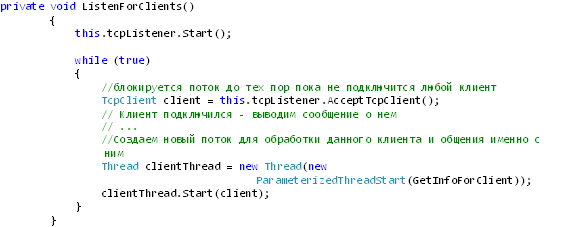 private void ListenForClients()
{
this.tcpListener.Start();
while (true)
{
//блокируется поток до тех пор пока не подключится любой клиент
TcpClient client = this.tcpListener.AcceptTcpClient();
// Клиент подключился - выводим сообщение о нем
// ...
//Создаем новый поток для обработки данного клиента и общения именно с
ним
Thread clientThread = new Thread(new
ParameterizedThreadStart(GetInfoForClient));
clientThread.Start(client);
}
}